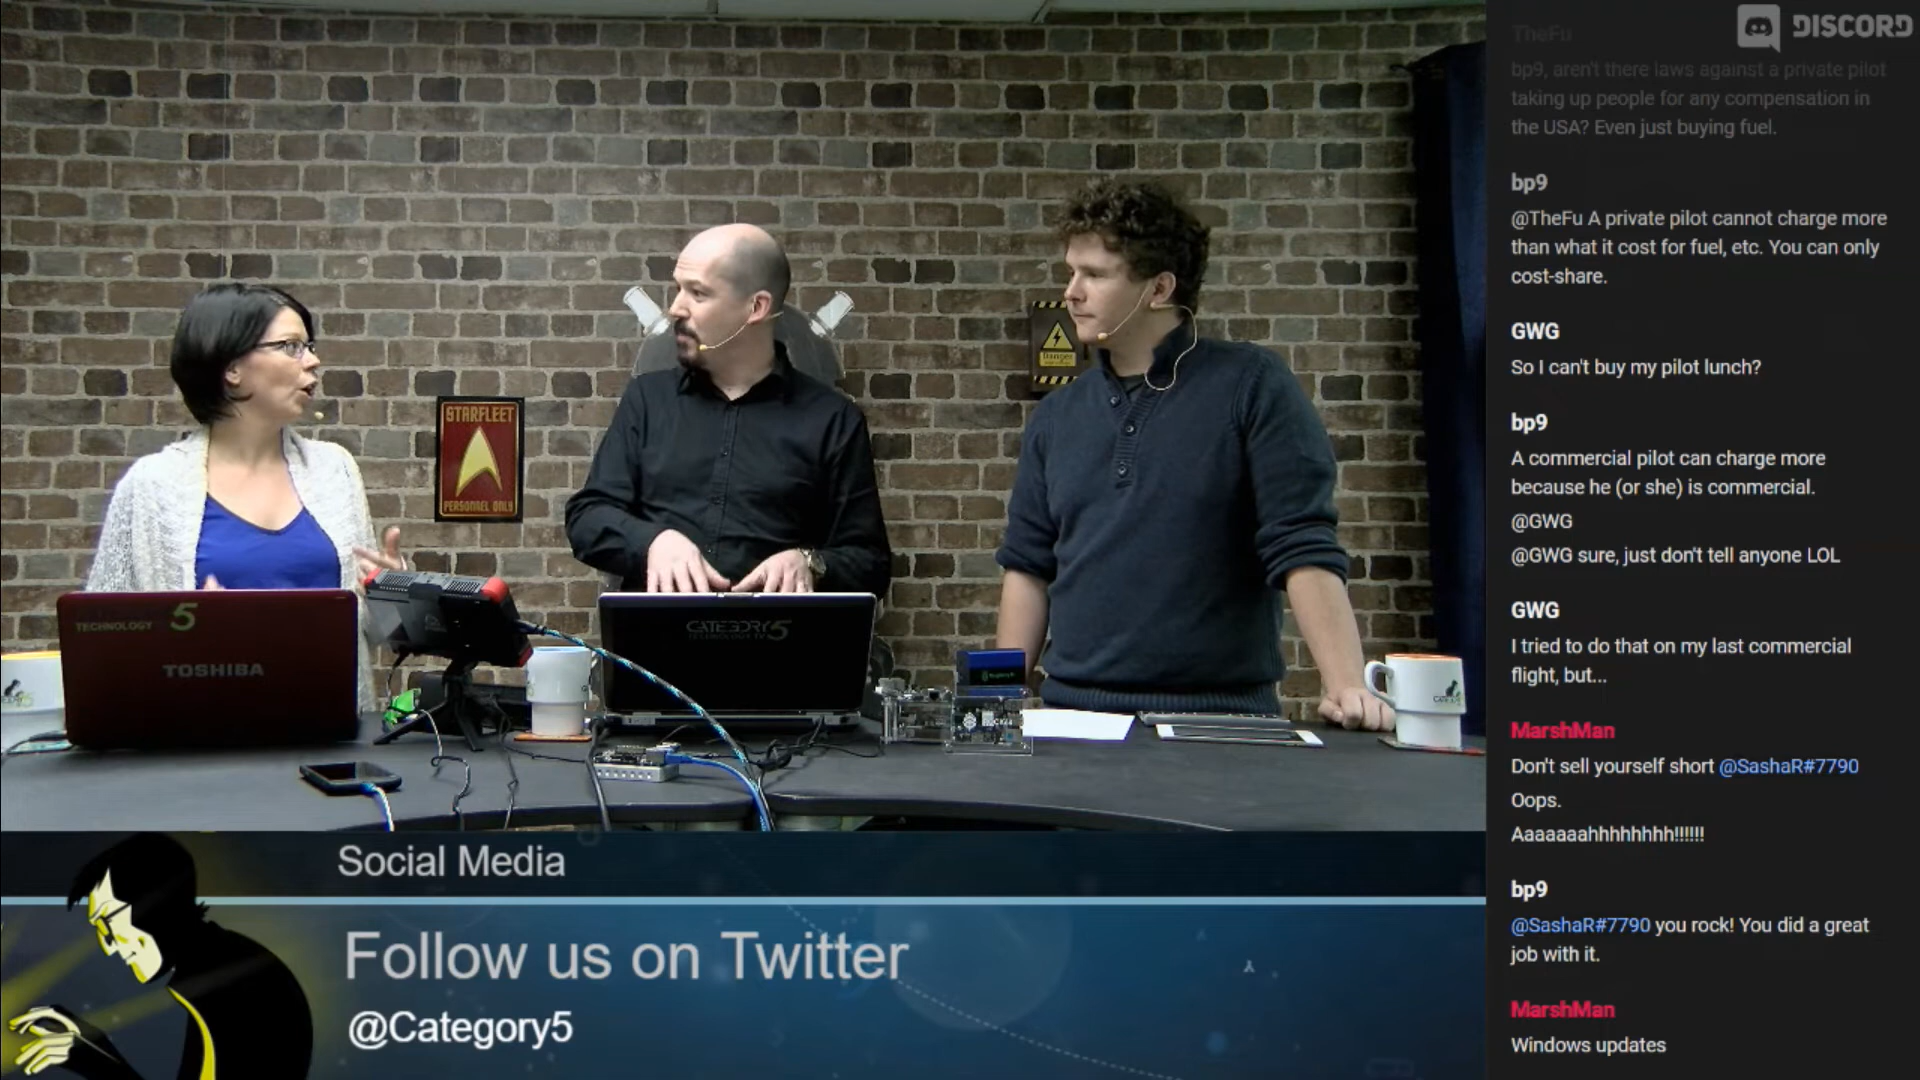 STARFLEET
PERSONNEL ONLY
Danger
TECHNOLOGY 5
TOSHIBA
CATEGORY5
TECHNOLOGY TV
Social Media
Follow us on Twitter
@Category5
DISCORD
TheFu
bp9, aren't there laws against a private pilot
taking up people for any compensation in
the USA? Even just buying fuel.
bp9
@TheFu A private pilot cannot charge more
than what it cost for fuel, etc. You can only
cost-share.
GWG
So I can't buy my pilot lunch?
bp9
A commercial pilot can charge more
because he (or she) is commercial.
@GWG
@GWG sure, just don't tell anyone LOL
GWG
I tried to do that on my last commercial
flight, but...
MarshMan
Don't sell yourself short @SashaR#7790
Oops.
Aaaaaaahhhhhhhh!!!!!!
bp9
@SashaR#7790 you rock! You did a great
job with it.
MarshMan
Windows updates